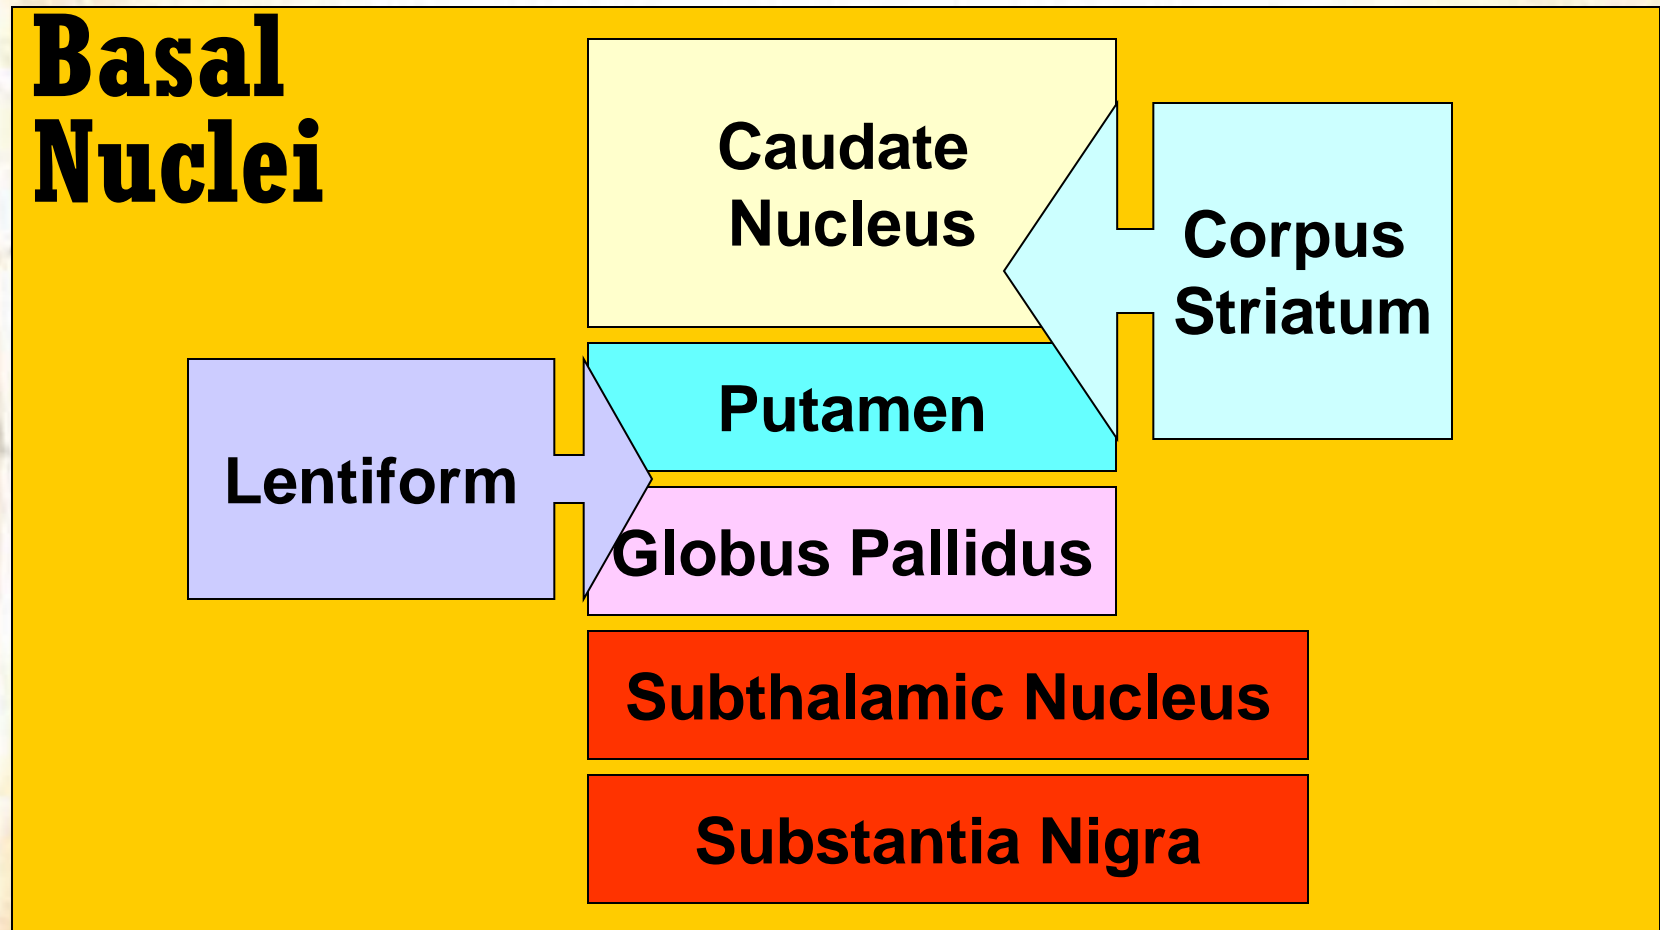 Basal
Nuclei
Caudate
Nucleus
Corpus
Striatum
Putamen
Lentiform
Globus Pallidus
Subthalamic Nucleus
Substantia Nigra